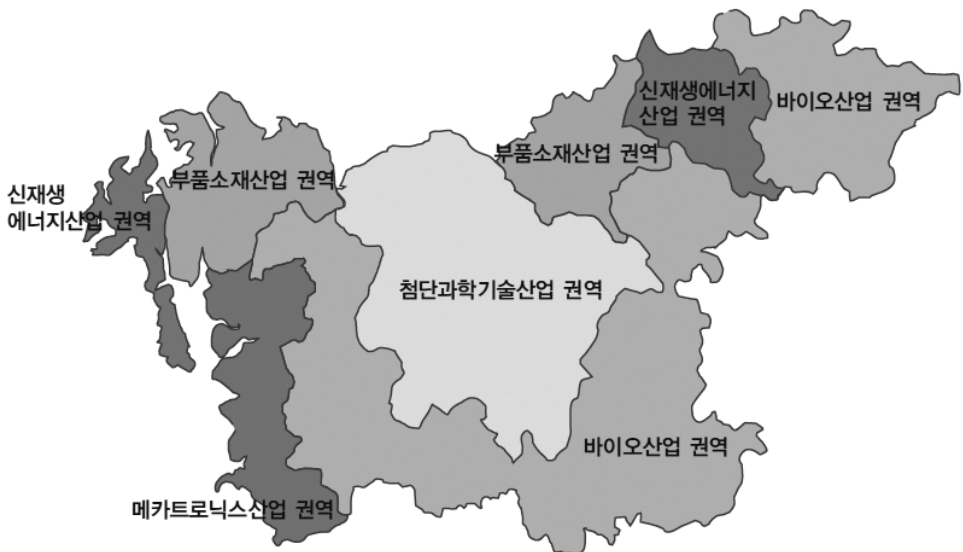 신재생에너지
산업 권역
바이오산업 권역
부품소재산업 권역
부품소재산업 권역
신재생
에너지산업 권역
첨단과학기술산업 권역
바이오산업 권역
메카트로닉스산업 권역